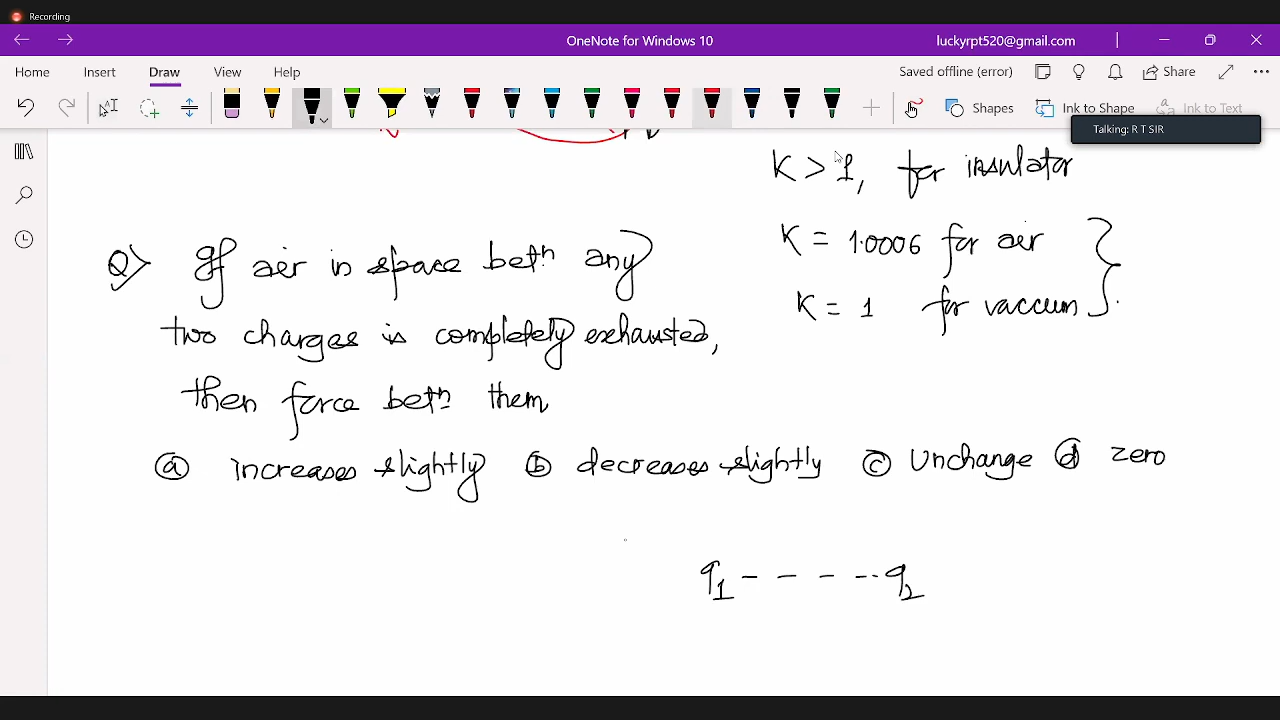 Recording
OneNote for Windows 10
luckyrpt520@gmail.com
Home Insert Draw View Help
Saved offline (error)
Share
Shapes
Ink to Shape
Ink to Text
Talking: R T SIR
K > 1, for insulator
K = 1.0006 for air
K = 1 for vaccum
Q> If air in space betn any
two charges is completely exhausted,
then force betn them
(a) increases slightly (b) decreases slightly (c) Unchange (d) zero
q1 - - - -.. q2